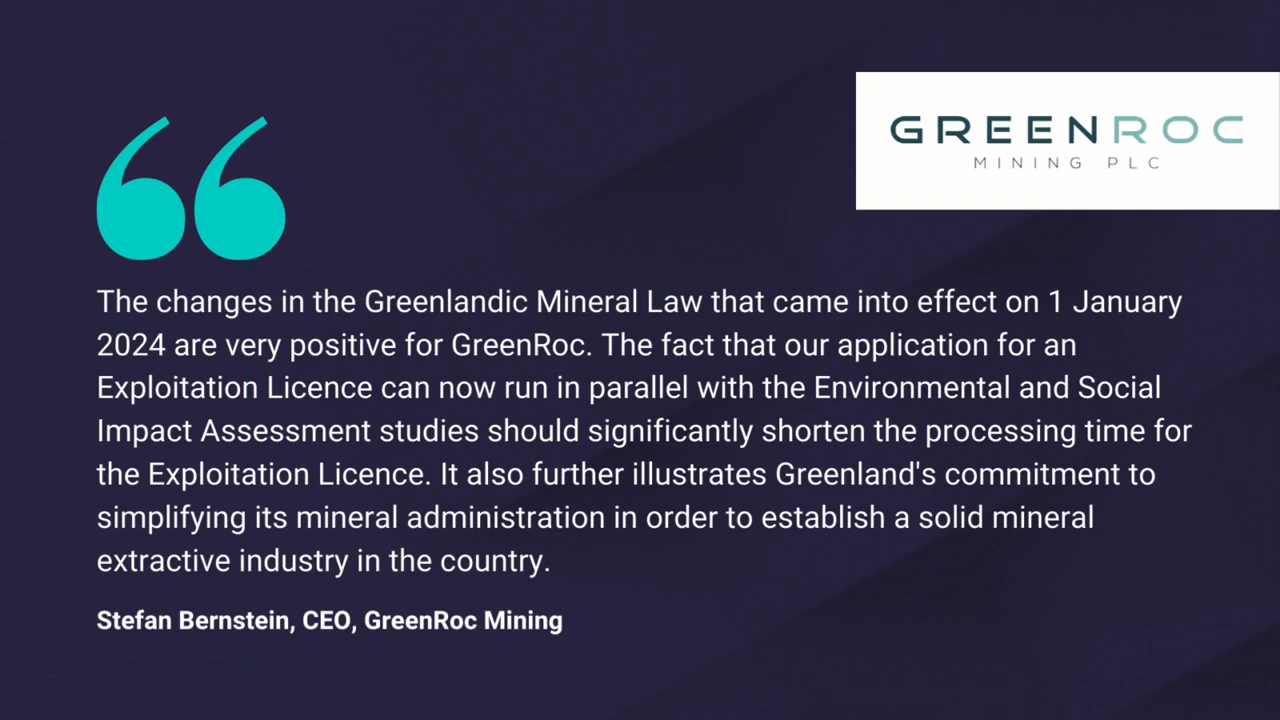 GREENROC
MINING PLC
The changes in the Greenlandic Mineral Law that came into effect on 1 January
2024 are very positive for GreenRoc. The fact that our application for an
Exploitation Licence can now run in parallel with the Environmental and Social
Impact Assessment studies should significantly shorten the processing time for
the Exploitation Licence. It also further illustrates Greenland's commitment to
simplifying its mineral administration in order to establish a solid mineral
extractive industry in the country.
Stefan Bernstein, CEO, GreenRoc Mining